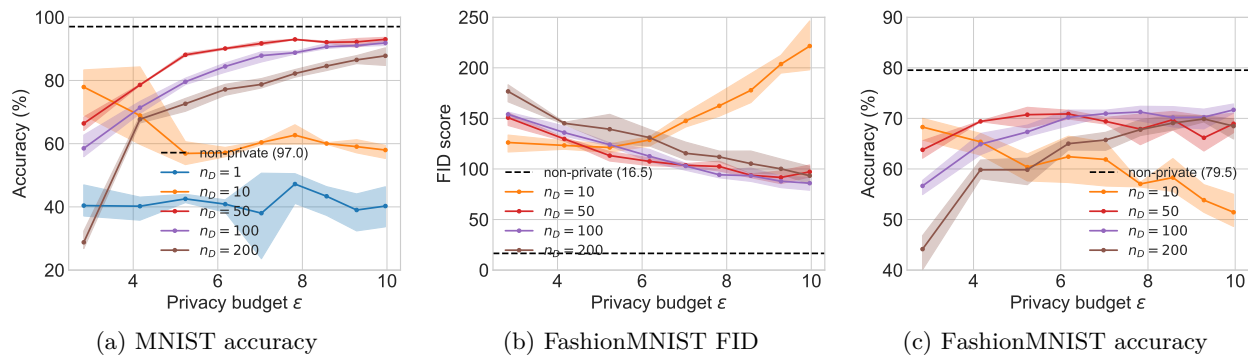 100
80
60
40
20
Accuracy (%)
4
6
8
10
Privacy budget ε
non-private (97.0)
n_D = 1
n_D = 10
n_D = 50
n_D = 100
n_D = 200
(a) MNIST accuracy
250
200
150
100
50
0
FID score
4
6
8
10
Privacy budget ε
non-private (16.5)
n_D = 10
n_D = 50
n_D = 100
n_D = 200
(b) FashionMNIST FID
90
80
70
60
50
40
Accuracy (%)
4
6
8
10
Privacy budget ε
non-private (79.5)
n_D = 10
n_D = 50
n_D = 100
n_D = 200
(c) FashionMNIST accuracy